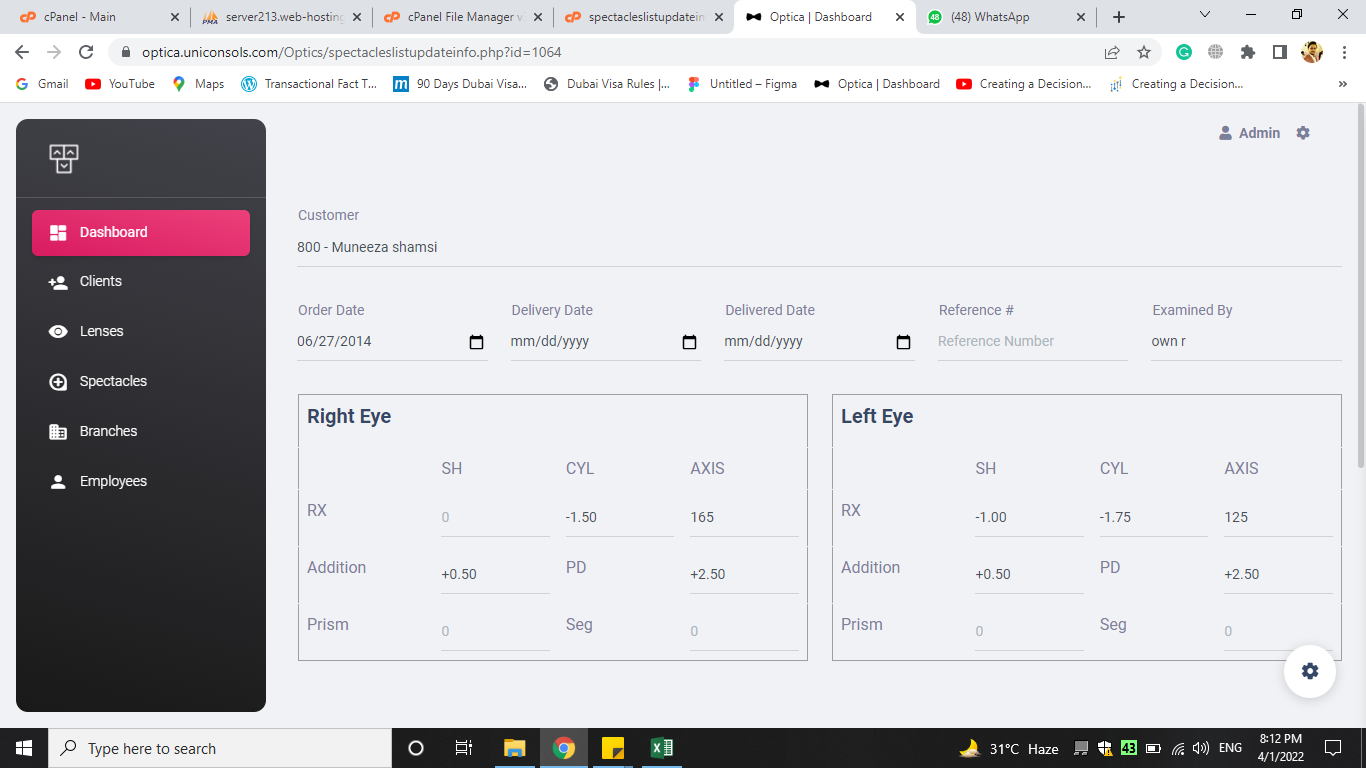 cPanel - Main
server213.web-hosting
cPanel File Manager v
spectacleslistupdatein
Optica | Dashboard
(48) WhatsApp
optica.uniconsols.com/Optics/spectacleslistupdateinfo.php?id=1064
Gmail
YouTube
Maps
Transactional Fact T...
90 Days Dubai Visa...
Dubai Visa Rules |...
Untitled – Figma
Optica | Dashboard
Creating a Decision...
Creating a Decision...
Admin
Dashboard
Clients
Lenses
Spectacles
Branches
Employees
Customer
800 - Muneeza shamsi
Order Date Delivery Date Delivered Date Reference # Examined By
06/27/2014 mm/dd/yyyy mm/dd/yyyy Reference Number own r
Right Eye
SH CYL AXIS
RX 0 -1.50 165
Addition +0.50 PD +2.50
Prism 0 Seg 0
Left Eye
SH CYL AXIS
RX -1.00 -1.75 125
Addition +0.50 PD +2.50
Prism 0 Seg 0
Type here to search
43
31°C Haze
ENG
8:12 PM
4/1/2022